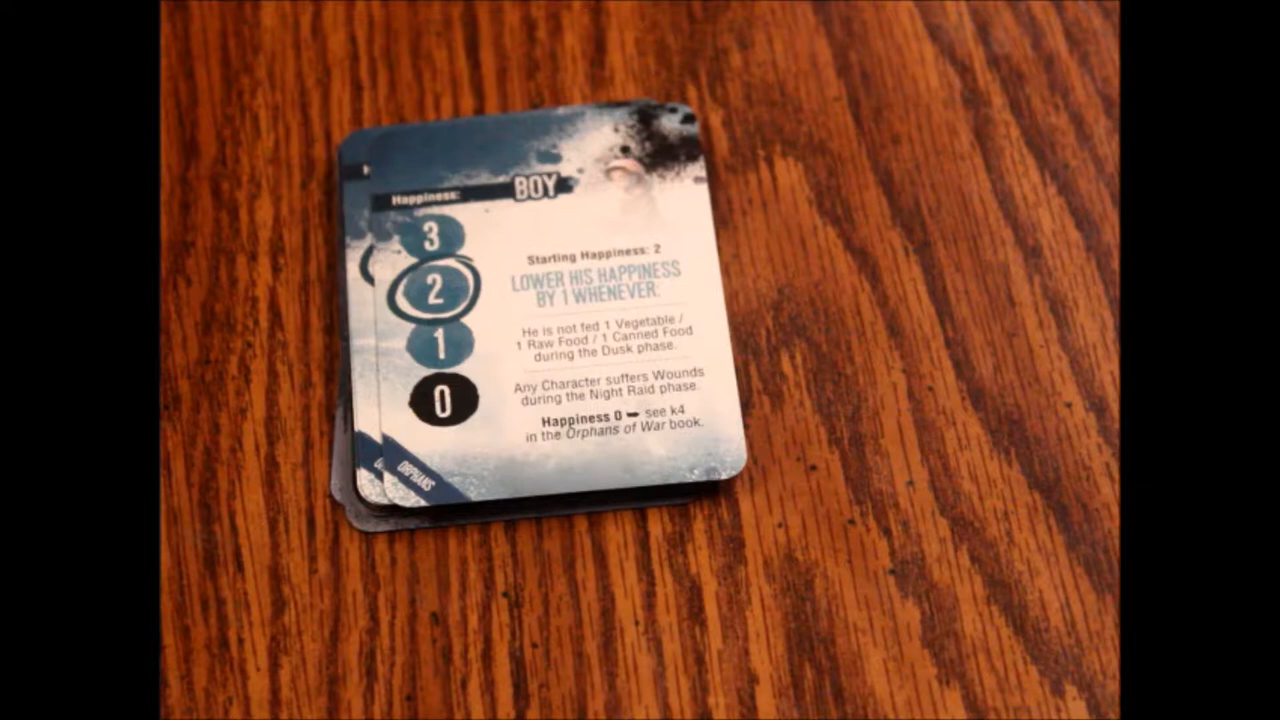 BOY
Happiness:
3
2
1
0
Starting Happiness: 2
LOWER HIS HAPPINESS
BY 1 WHENEVER:
He is not fed 1 Vegetable /
1 Raw Food / 1 Canned Food
during the Dusk phase.
Any Character suffers Wounds
during the Night Raid phase.
Happiness 0 ➡ see k4
in the Orphans of War book.
ORPHANS